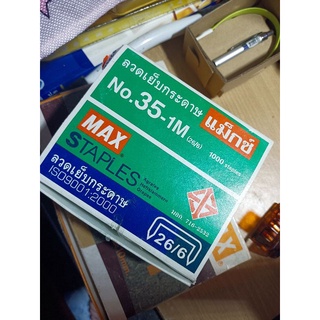 ลวดเย็บกระดาษ
No.35-1M
(26/6)
แม็กซ์
1000 staples
MAX
STAPLES
ลวดเย็บกระดาษ
ISO9001:2000
26/6
MAX